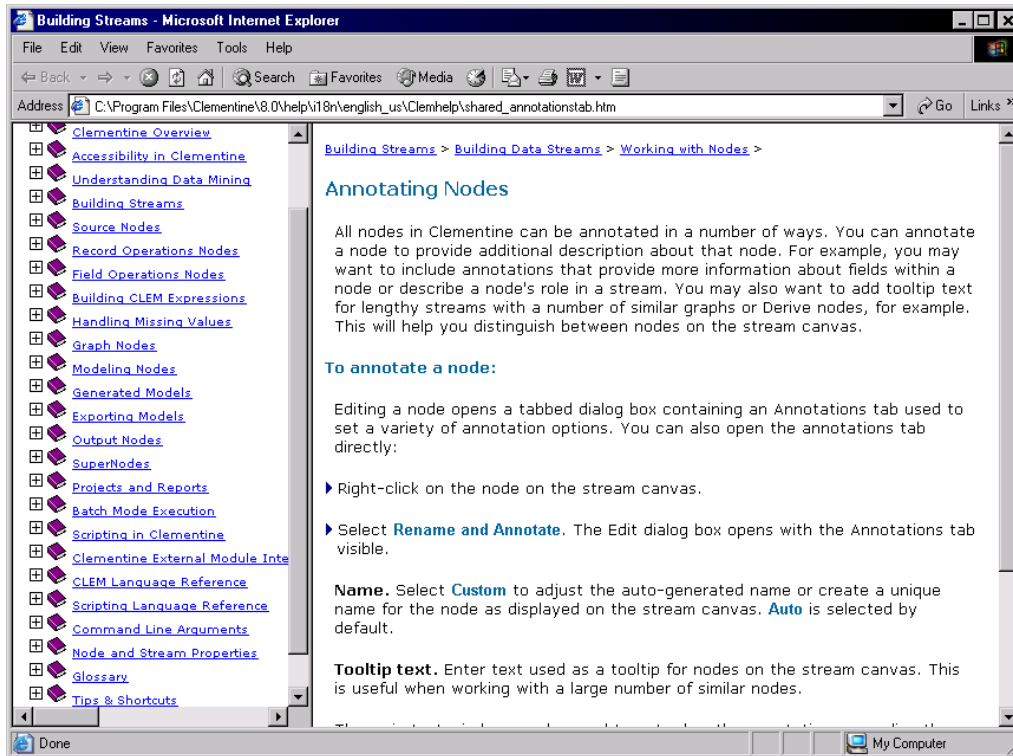 Building Streams - Microsoft Internet Explorer
File Edit View Favorites Tools Help
Back Search Favorites Media
Address C:\Program Files\Clementine\8.0\help\i18n\english_us\Clemhelp\shared_annotationstab.htm Go Links »
Clementine Overview
Accessibility in Clementine
Understanding Data Mining
Building Streams
Source Nodes
Record Operations Nodes
Field Operations Nodes
Building CLEM Expressions
Handling Missing Values
Graph Nodes
Modeling Nodes
Generated Models
Exporting Models
Output Nodes
SuperNodes
Projects and Reports
Batch Mode Execution
Scripting in Clementine
Clementine External Module Inte
CLEM Language Reference
Scripting Language Reference
Command Line Arguments
Node and Stream Properties
Glossary
Tips & Shortcuts
Building Streams > Building Data Streams > Working with Nodes >
Annotating Nodes
All nodes in Clementine can be annotated in a number of ways. You can annotate
a node to provide additional description about that node. For example, you may
want to include annotations that provide more information about fields within a
node or describe a node's role in a stream. You may also want to add tooltip text
for lengthy streams with a number of similar graphs or Derive nodes, for example.
This will help you distinguish between nodes on the stream canvas.
To annotate a node:
Editing a node opens a tabbed dialog box containing an Annotations tab used to
set a variety of annotation options. You can also open the annotations tab
directly:
Right-click on the node on the stream canvas.
Select Rename and Annotate. The Edit dialog box opens with the Annotations tab
visible.
Name. Select Custom to adjust the auto-generated name or create a unique
name for the node as displayed on the stream canvas. Auto is selected by
default.
Tooltip text. Enter text used as a tooltip for nodes on the stream canvas. This
is useful when working with a large number of similar nodes.
Done My Computer